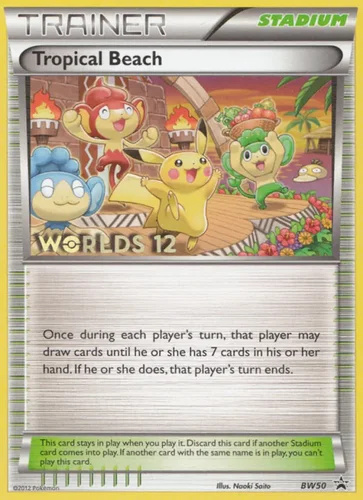 TRAINER
STADIUM
Tropical Beach
WORLDS 12
Once during each player's turn, that player may
draw cards until he or she has 7 cards in his or her
hand. If he or she does, that player's turn ends.
This card stays in play when you play it. Discard this card if another Stadium
card comes into play. If another card with the same name is in play, you can't
play this card.
©2012 Pokémon
Illus. Naoki Saito
BW50